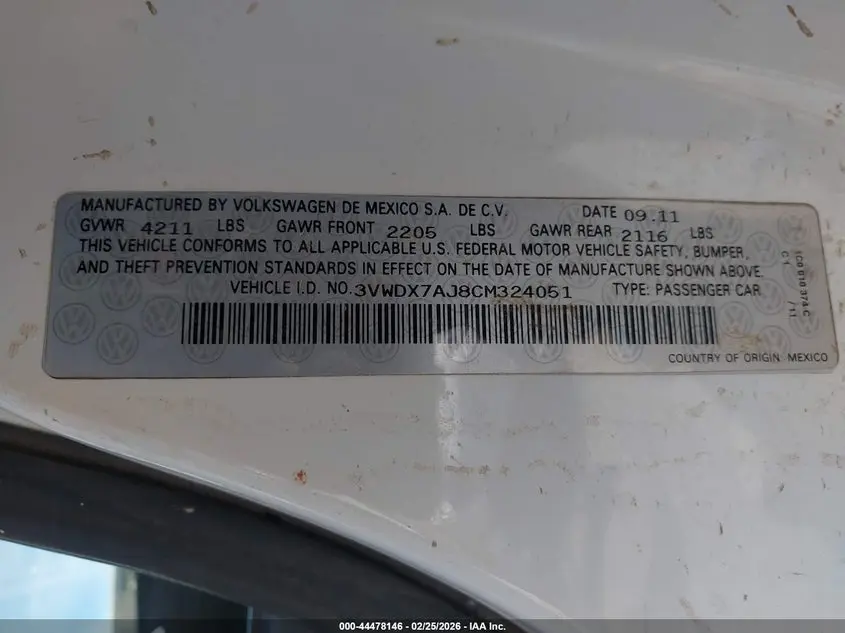 MANUFACTURED BY VOLKSWAGEN DE MEXICO S.A. DE C.V. DATE 09.11
GVWR 4211 LBS GAWR FRONT 2205 LBS GAWR REAR 2116 LBS
THIS VEHICLE CONFORMS TO ALL APPLICABLE U.S. FEDERAL MOTOR VEHICLE SAFETY, BUMPER,
AND THEFT PREVENTION STANDARDS IN EFFECT ON THE DATE OF MANUFACTURE SHOWN ABOVE.
VEHICLE I.D. NO. 3VWDX7AJ8CM324051 TYPE: PASSENGER CAR
COUNTRY OF ORIGIN MEXICO
000-44478146 - 02/25/2026 - IAA Inc.